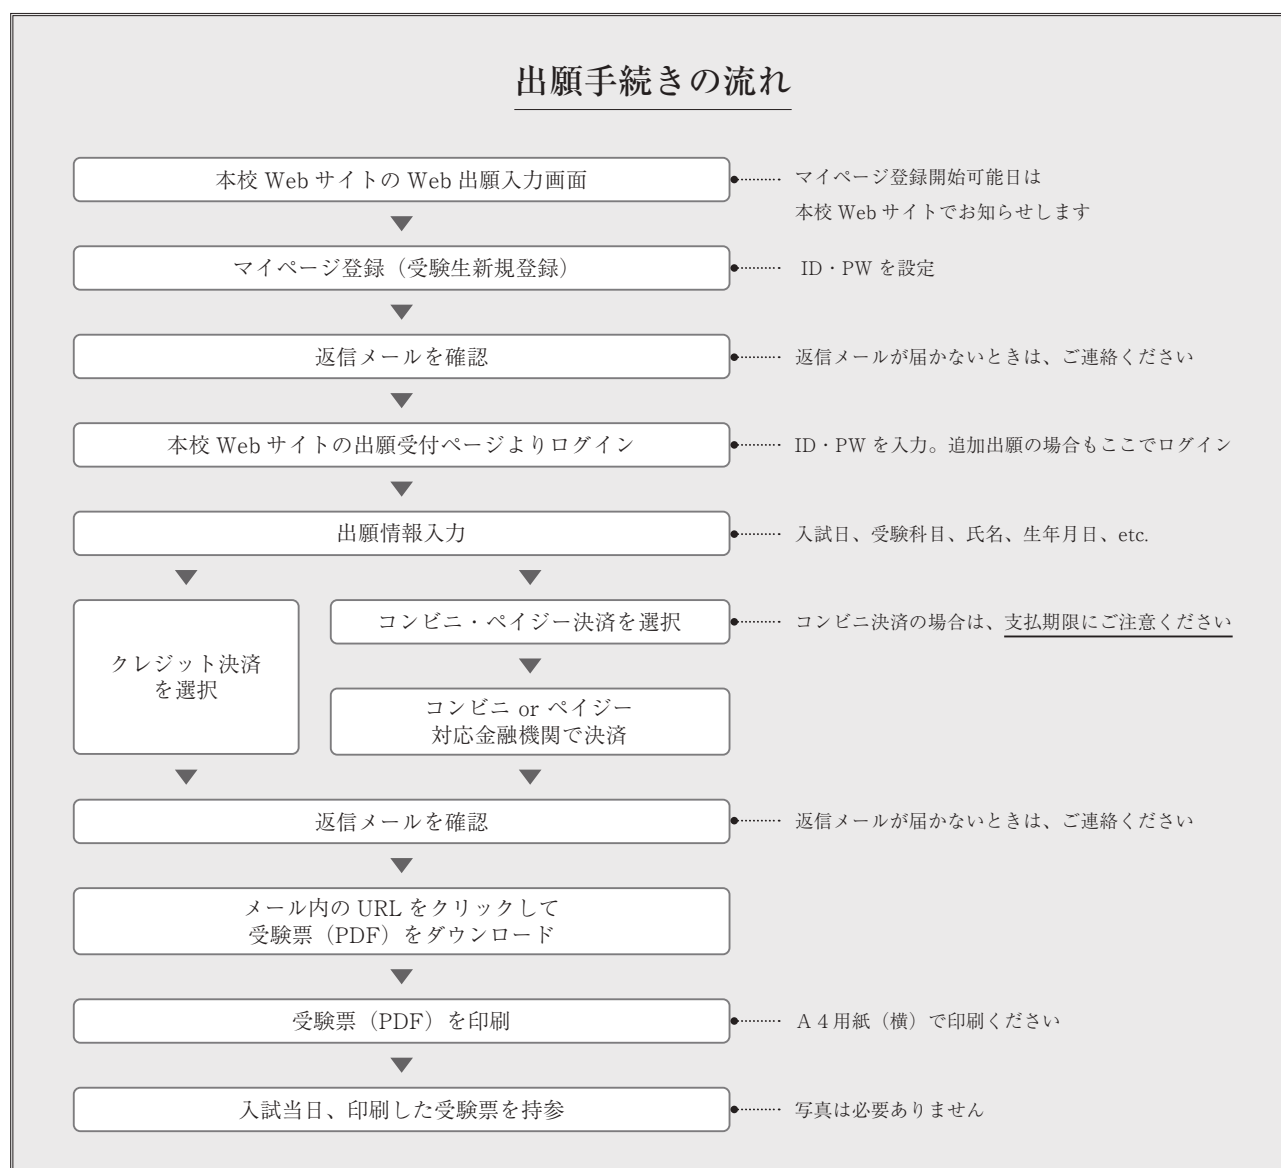 出願手続きの流れ
本校 Web サイトの Web 出願入力画面
マイページ登録開始可能日は
本校 Web サイトでお知らせします
マイページ登録（受験生新規登録）
ID・PW を設定
返信メールを確認
返信メールが届かないときは、ご連絡ください
本校 Web サイトの出願受付ページよりログイン
ID・PW を入力。追加出願の場合もここでログイン
出願情報入力
入試日、受験科目、氏名、生年月日、etc.
クレジット決済
を選択
コンビニ・ペイジー決済を選択
コンビニ決済の場合は、支払期限にご注意ください
コンビニ or ペイジー
対応金融機関で決済
返信メールを確認
返信メールが届かないときは、ご連絡ください
メール内の URL をクリックして
受験票（PDF）をダウンロード
受験票（PDF）を印刷
Ａ４用紙（横）で印刷ください
入試当日、印刷した受験票を持参
写真は必要ありません